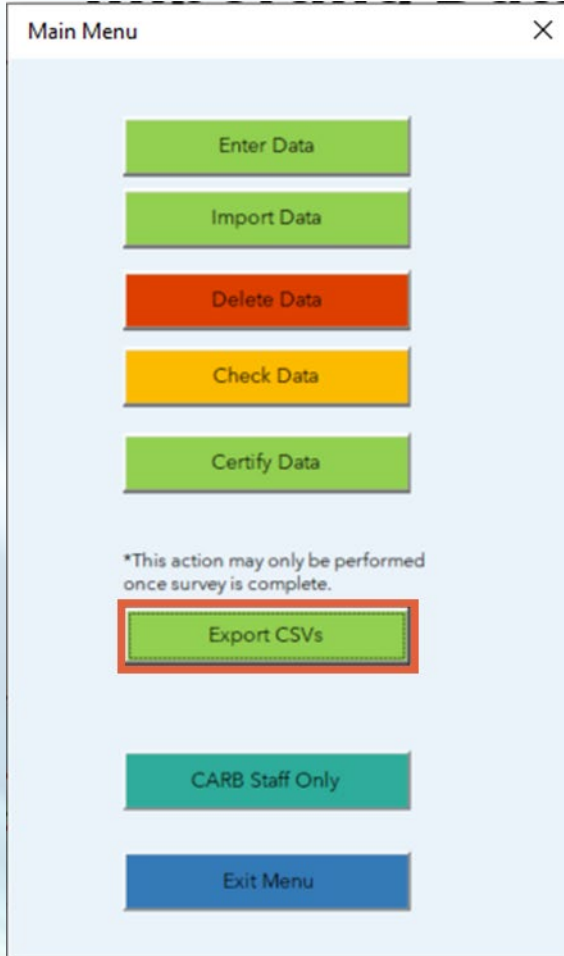 Main Menu
Enter Data
Import Data
Delete Data
Check Data
Certify Data
*This action may only be performed
once survey is complete.
Export CSVs
CARB Staff Only
Exit Menu